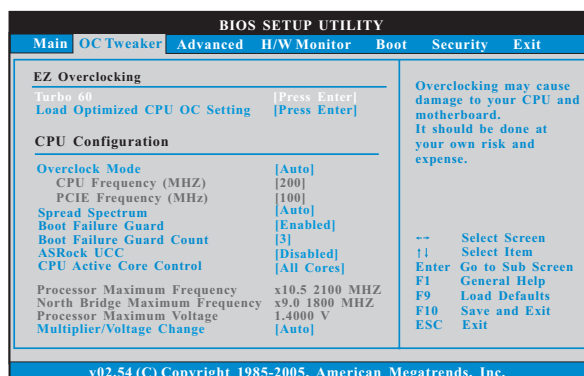 BIOS SETUP UTILITY
Main OC Tweaker Advanced H/W Monitor Boot Security Exit
EZ Overclocking
Turbo 60 [Press Enter]
Load Optimized CPU OC Setting [Press Enter]
CPU Configuration
Overclock Mode [Auto]
CPU Frequency (MHZ) [200]
PCIE Frequency (MHz) [100]
Spread Spectrum [Auto]
Boot Failure Guard [Enabled]
Boot Failure Guard Count [3]
ASRock UCC [Disabled]
CPU Active Core Control [All Cores]
Processor Maximum Frequency x10.5 2100 MHZ
North Bridge Maximum Frequency x9.0 1800 MHZ
Processor Maximum Voltage 1.4000 V
Multiplier/Voltage Change [Auto]
Overclocking may cause
damage to your CPU and
motherboard.
It should be done at
your own risk and
expense.
←→ Select Screen
↑↓ Select Item
Enter Go to Sub Screen
F1 General Help
F9 Load Defaults
F10 Save and Exit
ESC Exit
v02.54 (C) Copyright 1985-2005, American Megatrends, Inc.